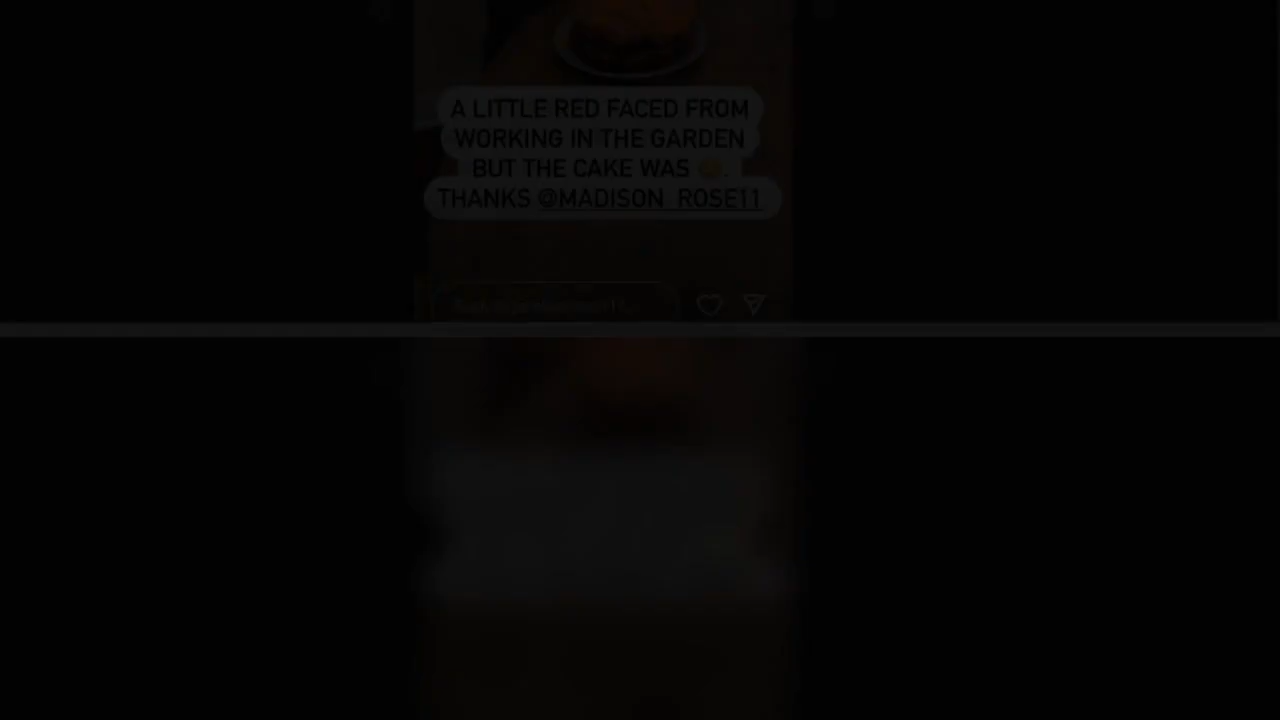 A LITTLE RED FACED FROM
WORKING IN THE GARDEN
BUT THE CAKE WAS 😂.
THANKS @MADISON_ROSE11